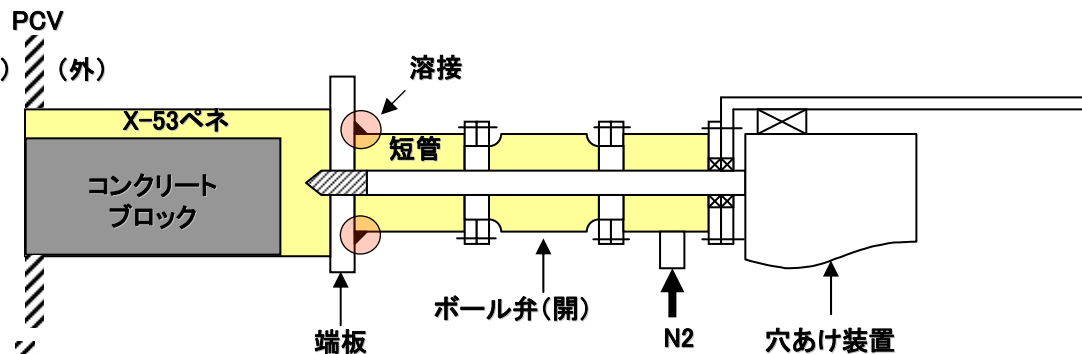 PCV
)
(外)
溶接
X-53ペネ
短管
コンクリート
ブロック
ボール弁(開)
端板
N2
穴あけ装置